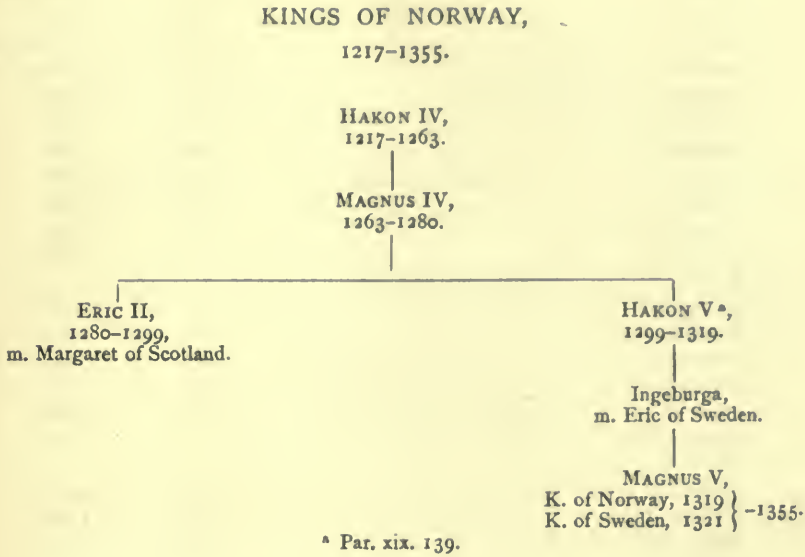 KINGS OF NORWAY,
1217–1355.
HAKON IV,
1217–1263.
MAGNUS IV,
1263–1280.
ERIC II,
1280–1299,
m. Margaret of Scotland.
HAKON V ᵃ,
1299–1319.
Ingeburga,
m. Eric of Sweden.
MAGNUS V,
K. of Norway, 1319 } –1355.
K. of Sweden, 1321
ᵃ Par. xix. 139.